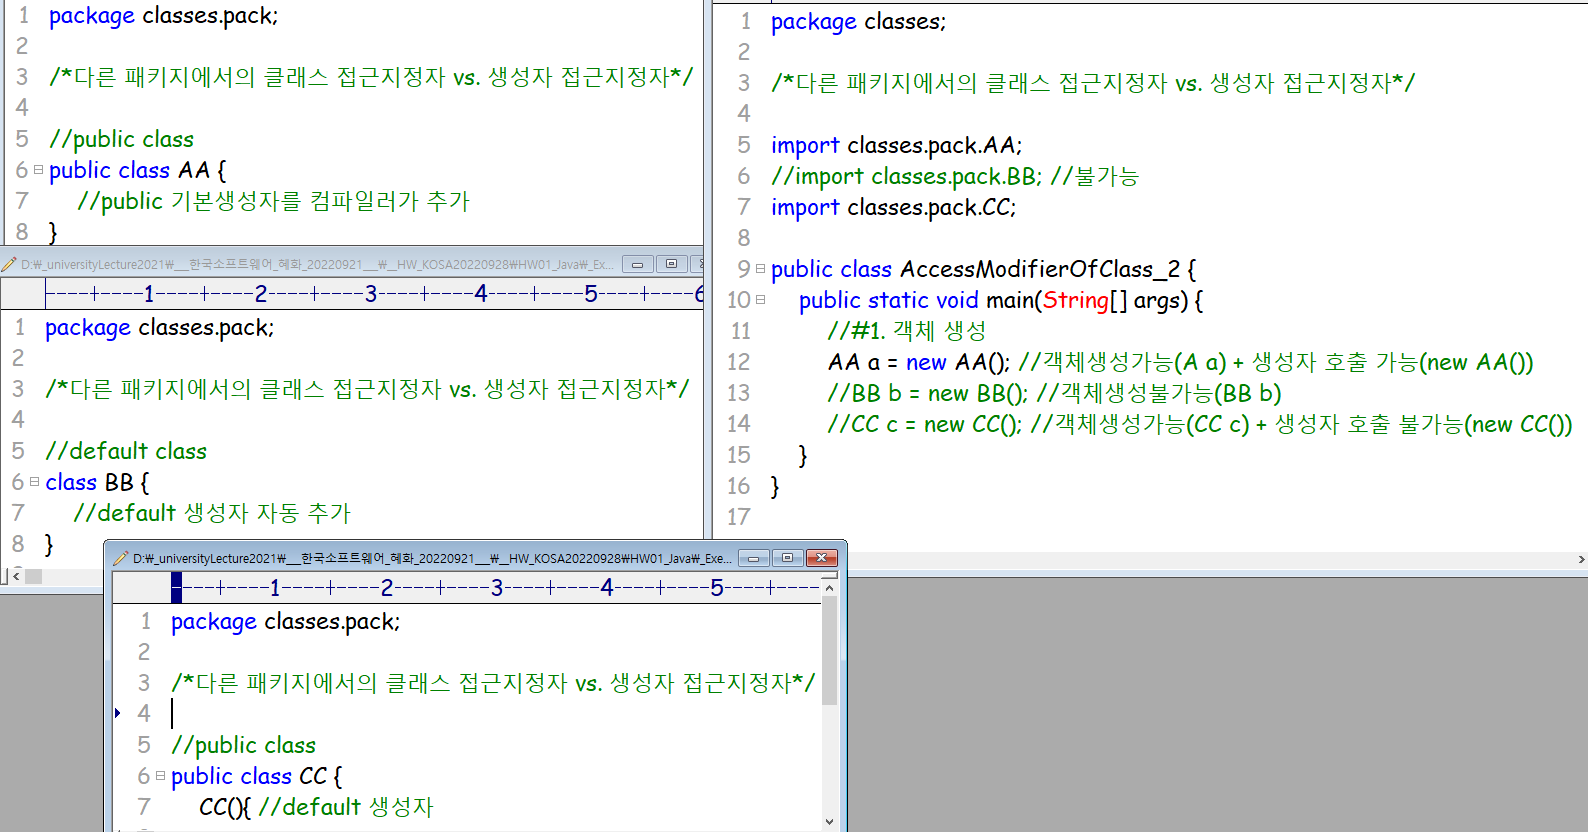 1 package classes.pack;
2
3 /*다른 패키지에서의 클래스 접근지정자 vs. 생성자 접근지정자*/
4
5 //public class
6 public class AA {
7 //public 기본생성자를 컴파일러가 추가
8 }
D:₩_universityLecture2021₩___한국소프트웨어_혜화_20220921___₩__HW_KOSA20220928₩HW01_Java₩_Exe...
----+----1----+----2----+----3----+----4----+----5----+----6
1 package classes.pack;
2
3 /*다른 패키지에서의 클래스 접근지정자 vs. 생성자 접근지정자*/
4
5 //default class
6 class BB {
7 //default 생성자 자동 추가
8 }
D:₩_universityLecture2021₩___한국소프트웨어_혜화_20220921___₩__HW_KOSA20220928₩HW01_Java₩_Exe...
----+----1----+----2----+----3----+----4----+----5----+----
1 package classes.pack;
2
3 /*다른 패키지에서의 클래스 접근지정자 vs. 생성자 접근지정자*/
4
5 //public class
6 public class CC {
7 CC(){ //default 생성자
1 package classes;
2
3 /*다른 패키지에서의 클래스 접근지정자 vs. 생성자 접근지정자*/
4
5 import classes.pack.AA;
6 //import classes.pack.BB; //불가능
7 import classes.pack.CC;
8
9 public class AccessModifierOfClass_2 {
10 public static void main(String[] args) {
11 //#1. 객체 생성
12 AA a = new AA(); //객체생성가능(A a) + 생성자 호출 가능(new AA())
13 //BB b = new BB(); //객체생성불가능(BB b)
14 //CC c = new CC(); //객체생성가능(CC c) + 생성자 호출 불가능(new CC())
15 }
16 }
17